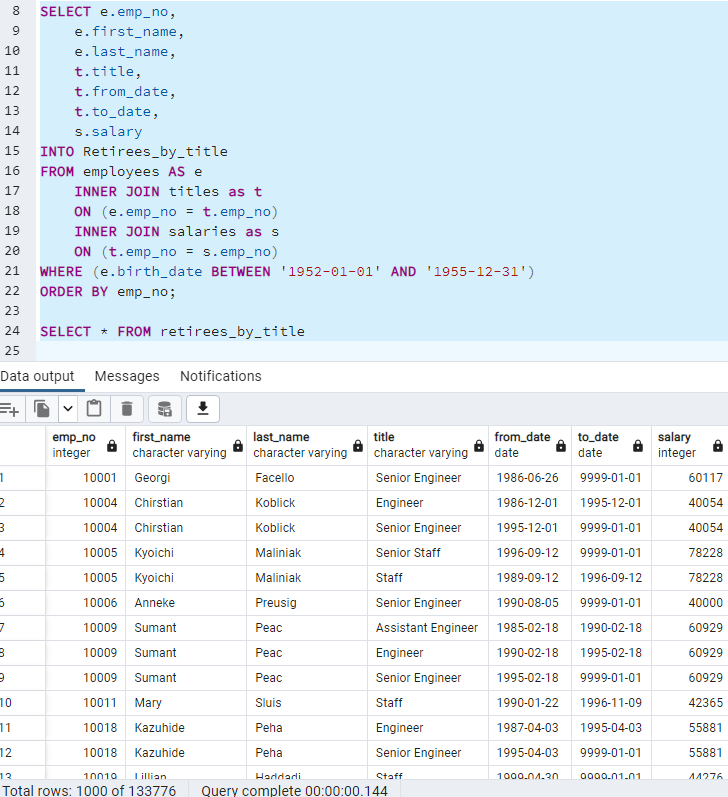 8 SELECT e.emp_no,
9 e.first_name,
10 e.last_name,
11 t.title,
12 t.from_date,
13 t.to_date,
14 s.salary
15 INTO Retirees_by_title
16 FROM employees AS e
17 INNER JOIN titles as t
18 ON (e.emp_no = t.emp_no)
19 INNER JOIN salaries as s
20 ON (t.emp_no = s.emp_no)
21 WHERE (e.birth_date BETWEEN '1952-01-01' AND '1955-12-31')
22 ORDER BY emp_no;
23
24 SELECT * FROM retirees_by_title
25
Data output Messages Notifications
emp_no first_name last_name title from_date to_date salary
integer character varying character varying character varying date date integer
1 10001 Georgi Facello Senior Engineer 1986-06-26 9999-01-01 60117
2 10004 Chirstian Koblick Engineer 1986-12-01 1995-12-01 40054
3 10004 Chirstian Koblick Senior Engineer 1995-12-01 9999-01-01 40054
4 10005 Kyoichi Maliniak Senior Staff 1996-09-12 9999-01-01 78228
5 10005 Kyoichi Maliniak Staff 1989-09-12 1996-09-12 78228
6 10006 Anneke Preusig Senior Engineer 1990-08-05 9999-01-01 40000
7 10009 Sumant Peac Assistant Engineer 1985-02-18 1990-02-18 60929
8 10009 Sumant Peac Engineer 1990-02-18 1995-02-18 60929
9 10009 Sumant Peac Senior Engineer 1995-02-18 9999-01-01 60929
10 10011 Mary Sluis Staff 1990-01-22 1996-11-09 42365
11 10018 Kazuhide Peha Engineer 1987-04-03 1995-04-03 55881
12 10018 Kazuhide Peha Senior Engineer 1995-04-03 9999-01-01 55881
13 10019 Lillian Haddadi Staff 1999-04-30 9999-01-01 44276
Total rows: 1000 of 133776 Query complete 00:00:00.144